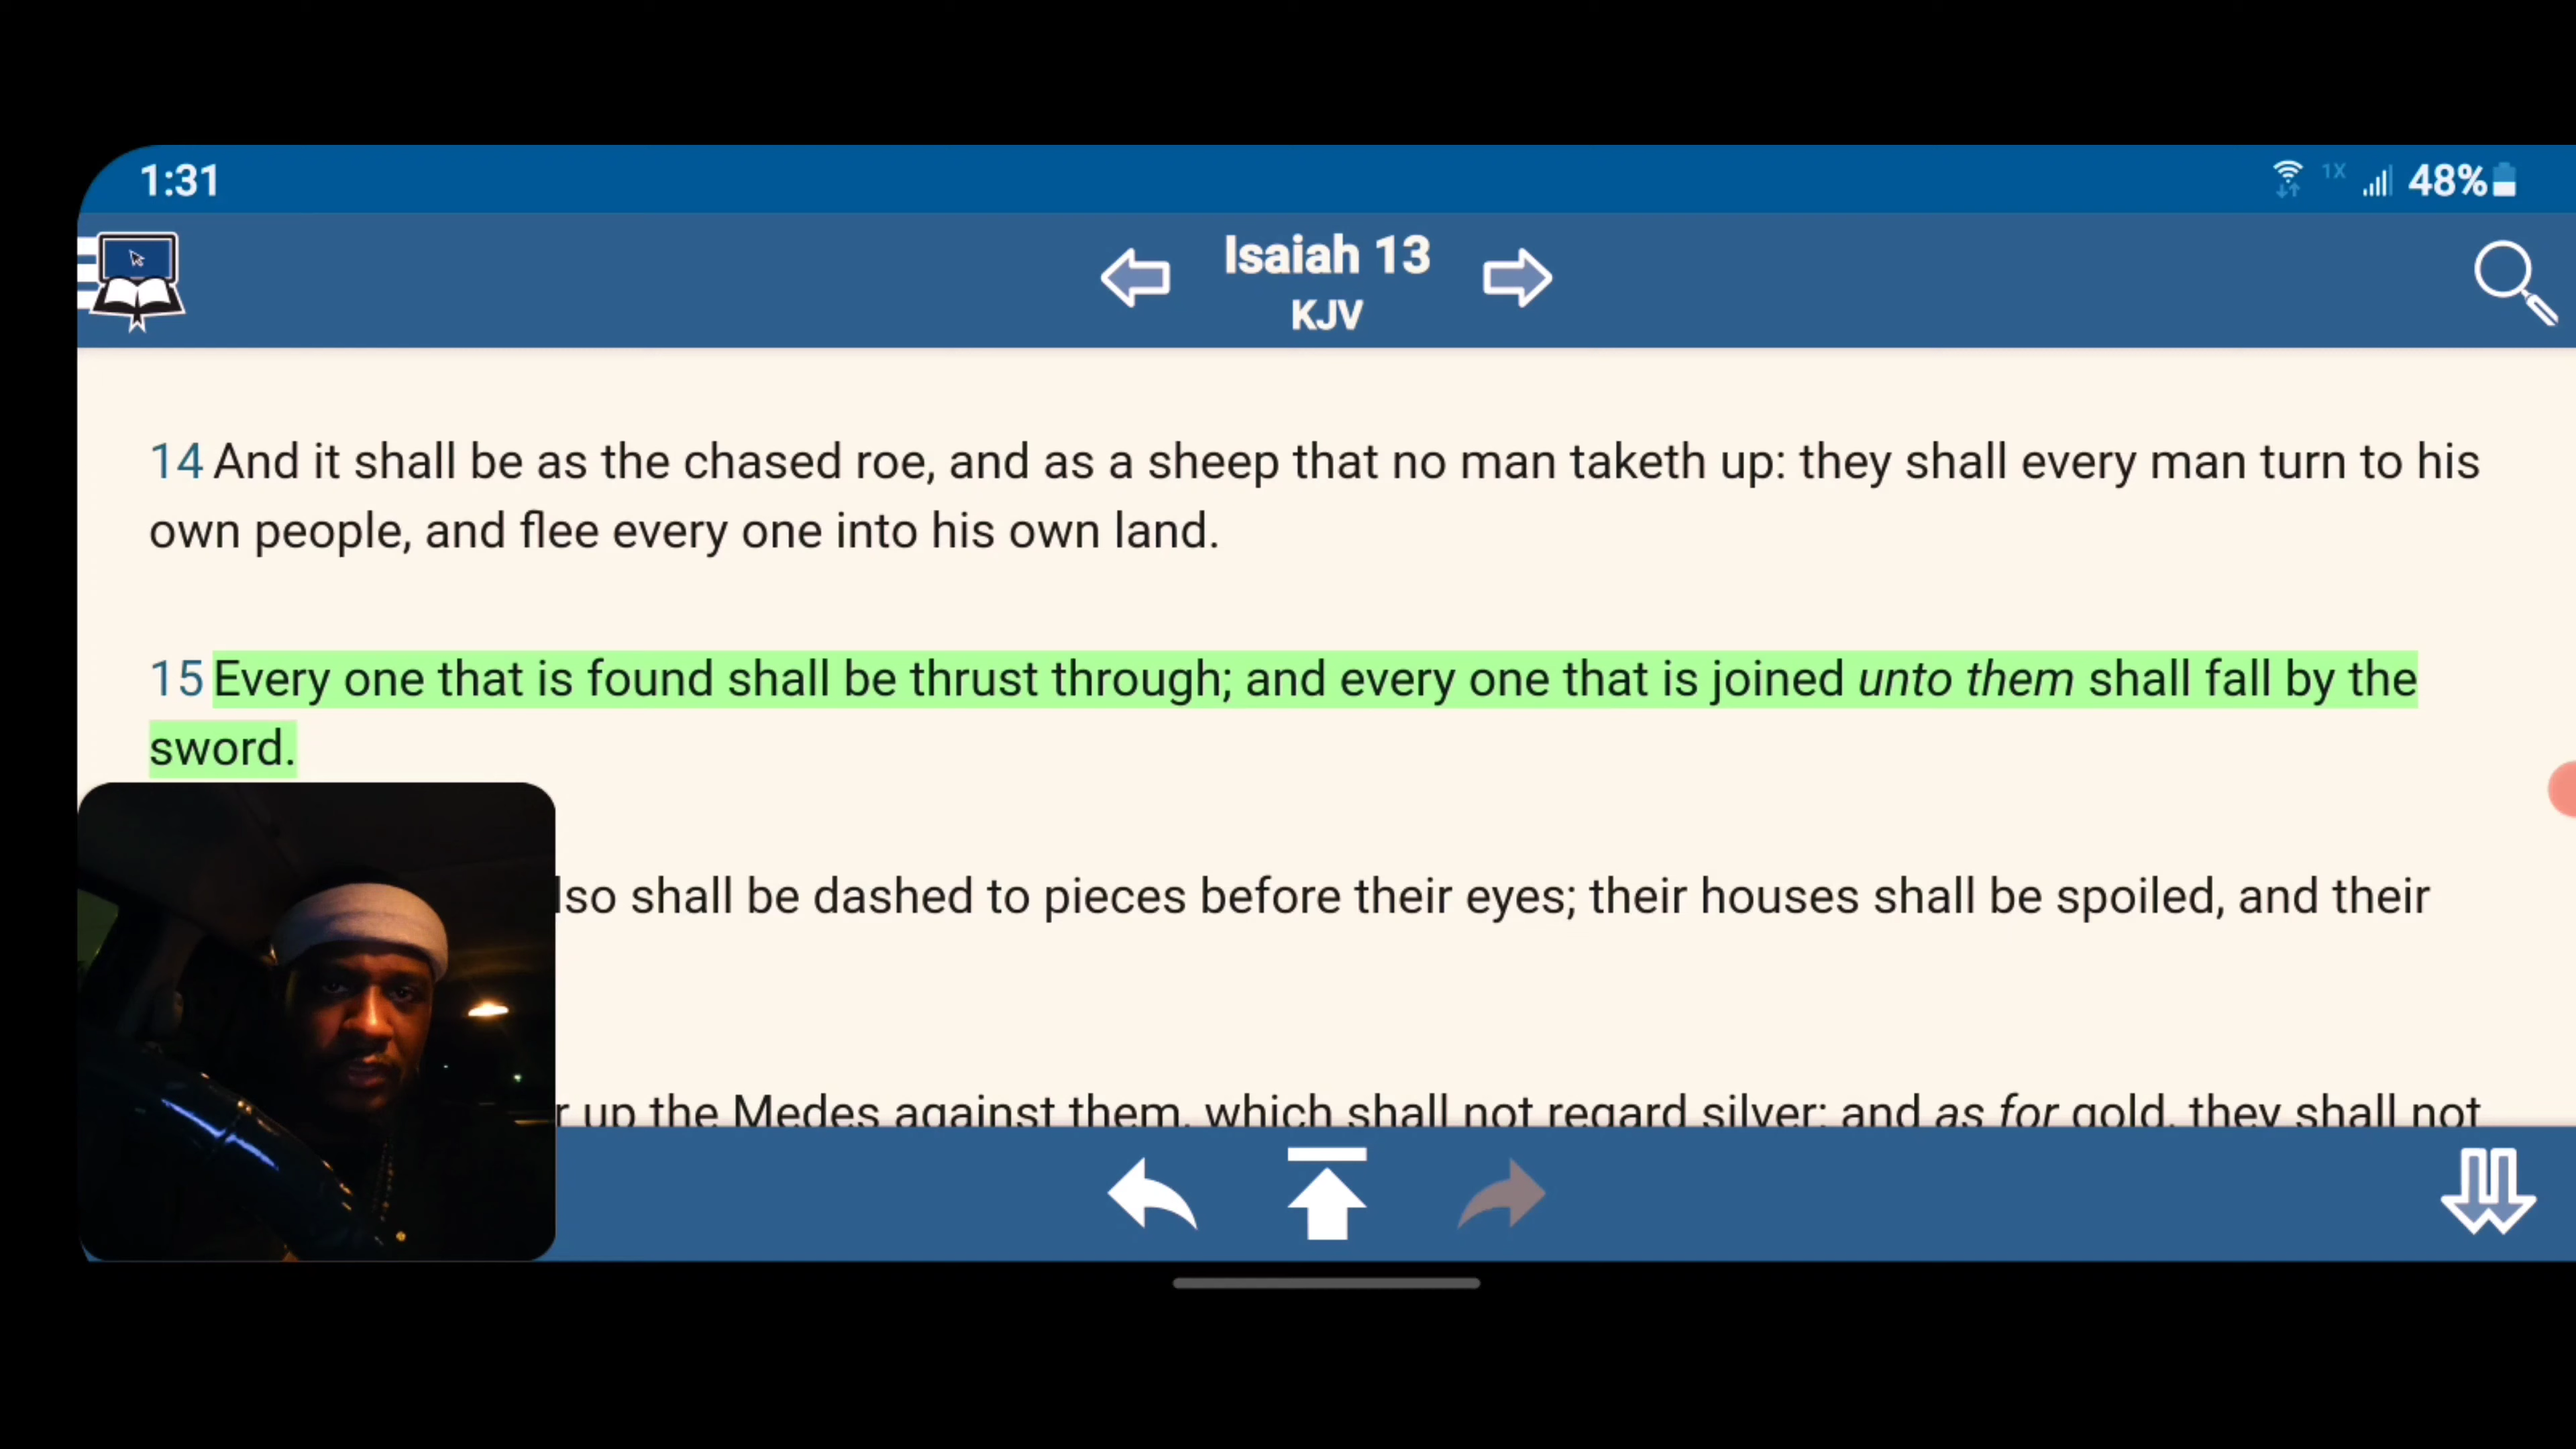 1:31
1X
48%
Isaiah 13
KJV
14 And it shall be as the chased roe, and as a sheep that no man taketh up: they shall every man turn to his
own people, and flee every one into his own land.
15 Every one that is found shall be thrust through; and every one that is joined unto them shall fall by the
sword.
lso shall be dashed to pieces before their eyes; their houses shall be spoiled, and their
r up the Medes against them, which shall not regard silver; and as for gold, they shall not